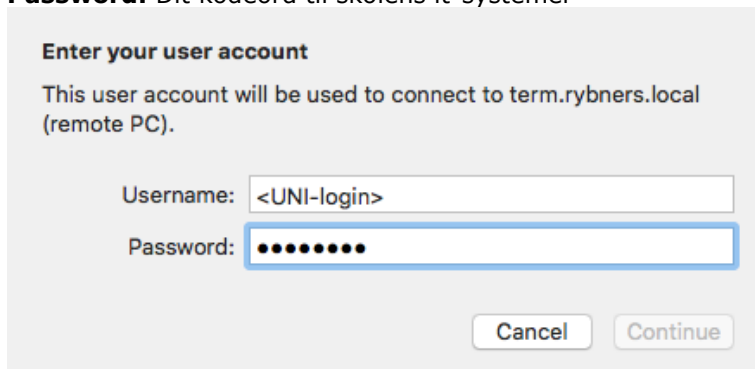 Password: Dit kodeord til skolens it-systemer
Enter your user account
This user account will be used to connect to term.rybners.local
(remote PC).
Username: <UNI-login>
Password: ••••••••
Cancel Continue